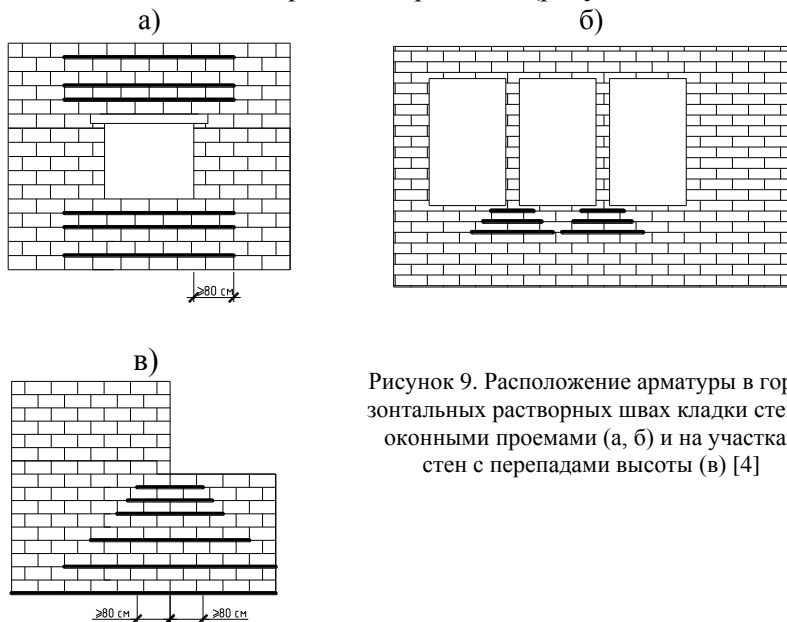 а)
б)
≥80 см
в)
Рисунок 9. Расположение арматуры в гор
зонтальных растворных швах кладки сте
оконными проемами (а, б) и на участка
стен с перепадами высоты (в) [4]
≥80 см
≥80 см